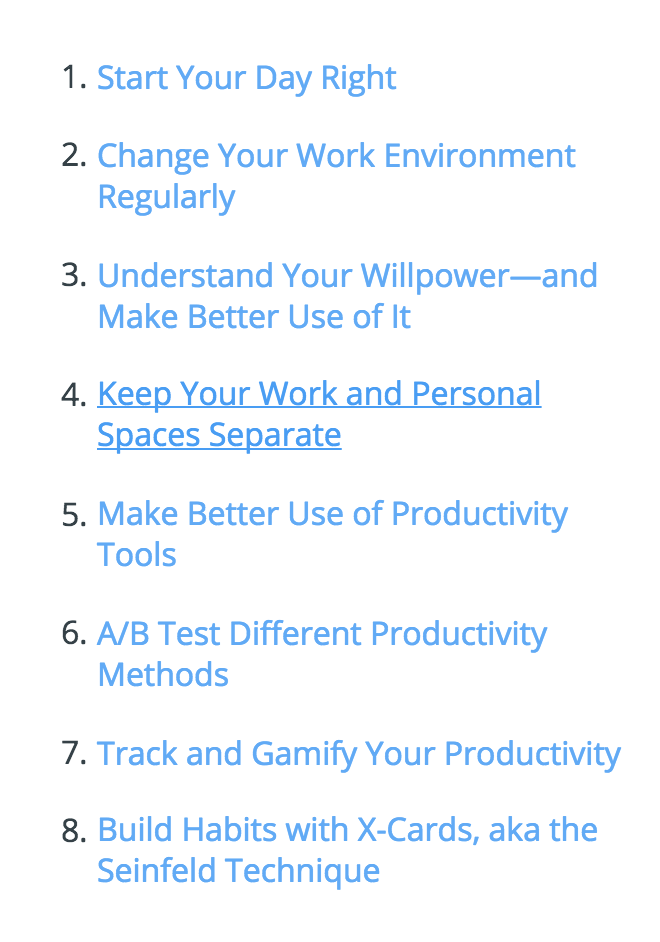 1. Start Your Day Right
2. Change Your Work Environment
Regularly
3. Understand Your Willpower—and
Make Better Use of It
4. Keep Your Work and Personal
Spaces Separate
5. Make Better Use of Productivity
Tools
6. A/B Test Different Productivity
Methods
7. Track and Gamify Your Productivity
8. Build Habits with X-Cards, aka the
Seinfeld Technique